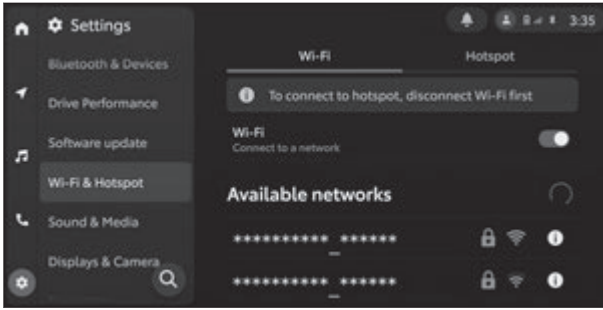 Settings
3:35
Bluetooth & Devices
Drive Performance
Software update
Wi-Fi & Hotspot
Sound & Media
Displays & Camera
Wi-Fi
Hotspot
To connect to hotspot, disconnect Wi-Fi first
Wi-Fi
Connect to a network
Available networks
**********_******
**********_******